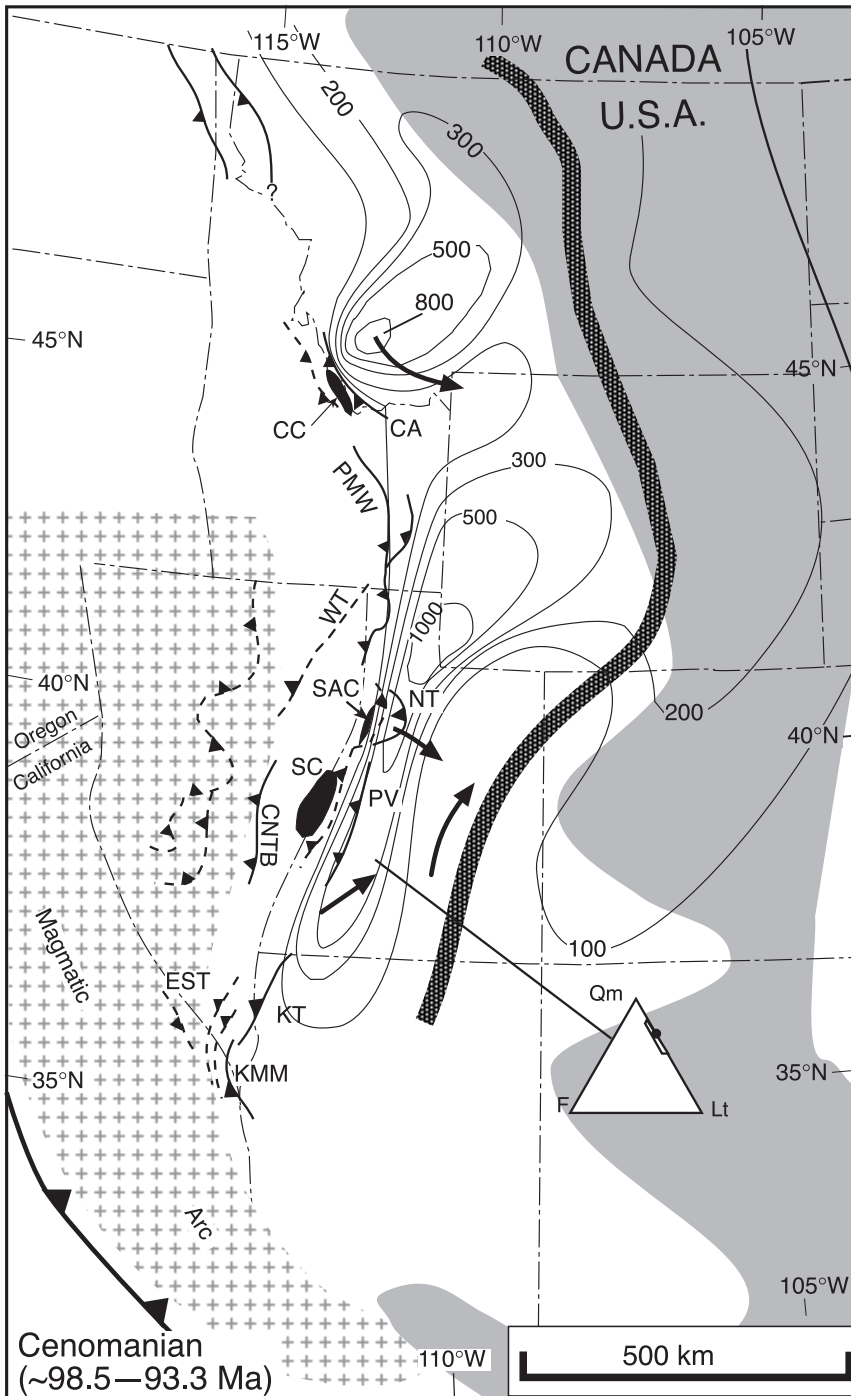 115°W
110°W
105°W
CANADA
U.S.A.
200
300
?
500
800
45°N
45°N
CC
CA
PMW
300
500
WT
1000
40°N
SAC
NT
200
40°N
Oregon
California
SC
PV
CNTB
Magmatic
100
EST
Qm
KT
35°N
KMM
35°N
F
Lt
Arc
105°W
Cenomanian
(~98.5—93.3 Ma)
110°W
500 km